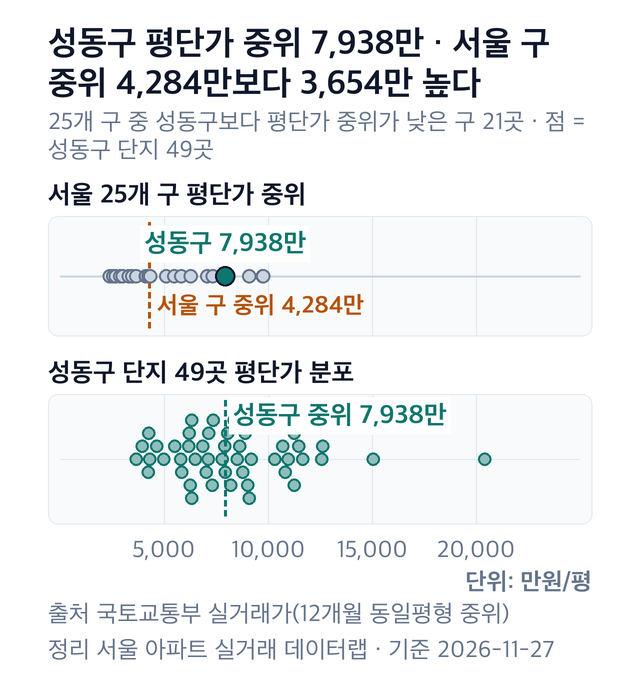 성동구 평단가 중위 7,938만 · 서울 구
중위 4,284만보다 3,654만 높다
25개 구 중 성동구보다 평단가 중위가 낮은 구 21곳 · 점 =
성동구 단지 49곳
서울 25개 구 평단가 중위
성동구 7,938만
서울 구 중위 4,284만
성동구 단지 49곳 평단가 분포
성동구 중위 7,938만
5,000 10,000 15,000 20,000
단위: 만원/평
출처 국토교통부 실거래가(12개월 동일평형 중위)
정리 서울 아파트 실거래 데이터랩 · 기준 2026-11-27